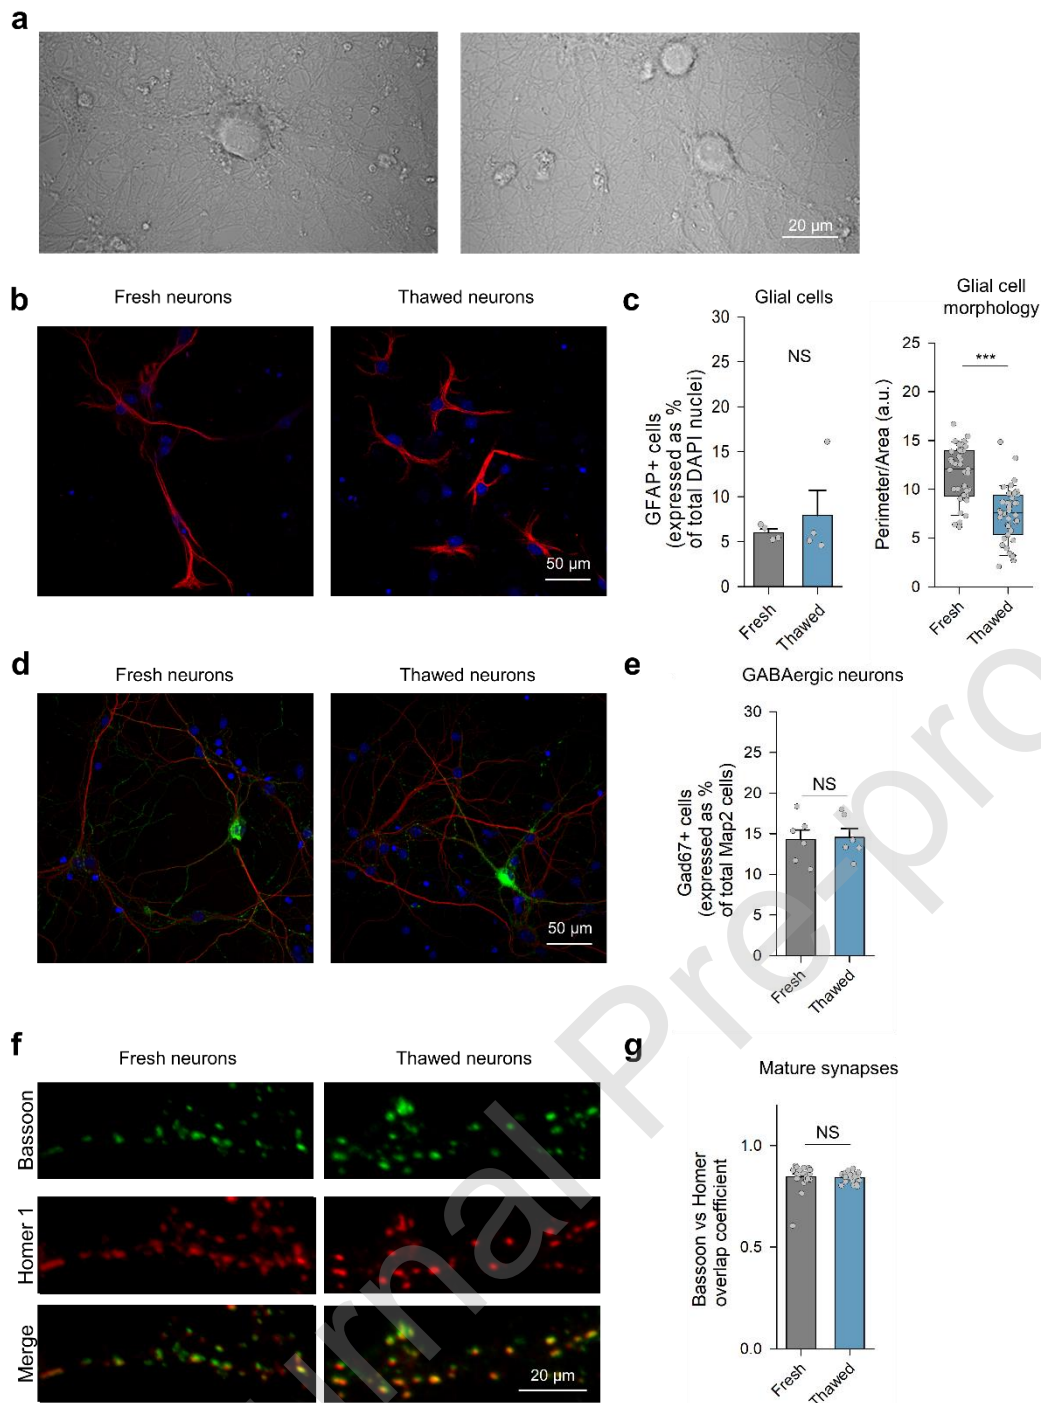 a
20 µm
b
Fresh neurons
Thawed neurons
50 µm
c
Glial cells
30
25
20
15
10
5
0
NS
GFAP+ cells
(expressed as %
of total DAPI nuclei)
Fresh
Thawed
Glial cell
morphology
25
20
15
10
5
0
***
Perimeter/Area (a.u.)
Fresh
Thawed
d
Fresh neurons
Thawed neurons
50 µm
e
GABAergic neurons
30
25
20
15
10
5
0
NS
Gad67+ cells
(expressed as %
of total Map2 cells)
Fresh
Thawed
f
Fresh neurons
Thawed neurons
Bassoon
Homer 1
Merge
20 µm
g
Mature synapses
1.0
0.5
0.0
NS
Bassoon vs Homer
overlap coefficient
Fresh
Thawed
urnal Pre-pro